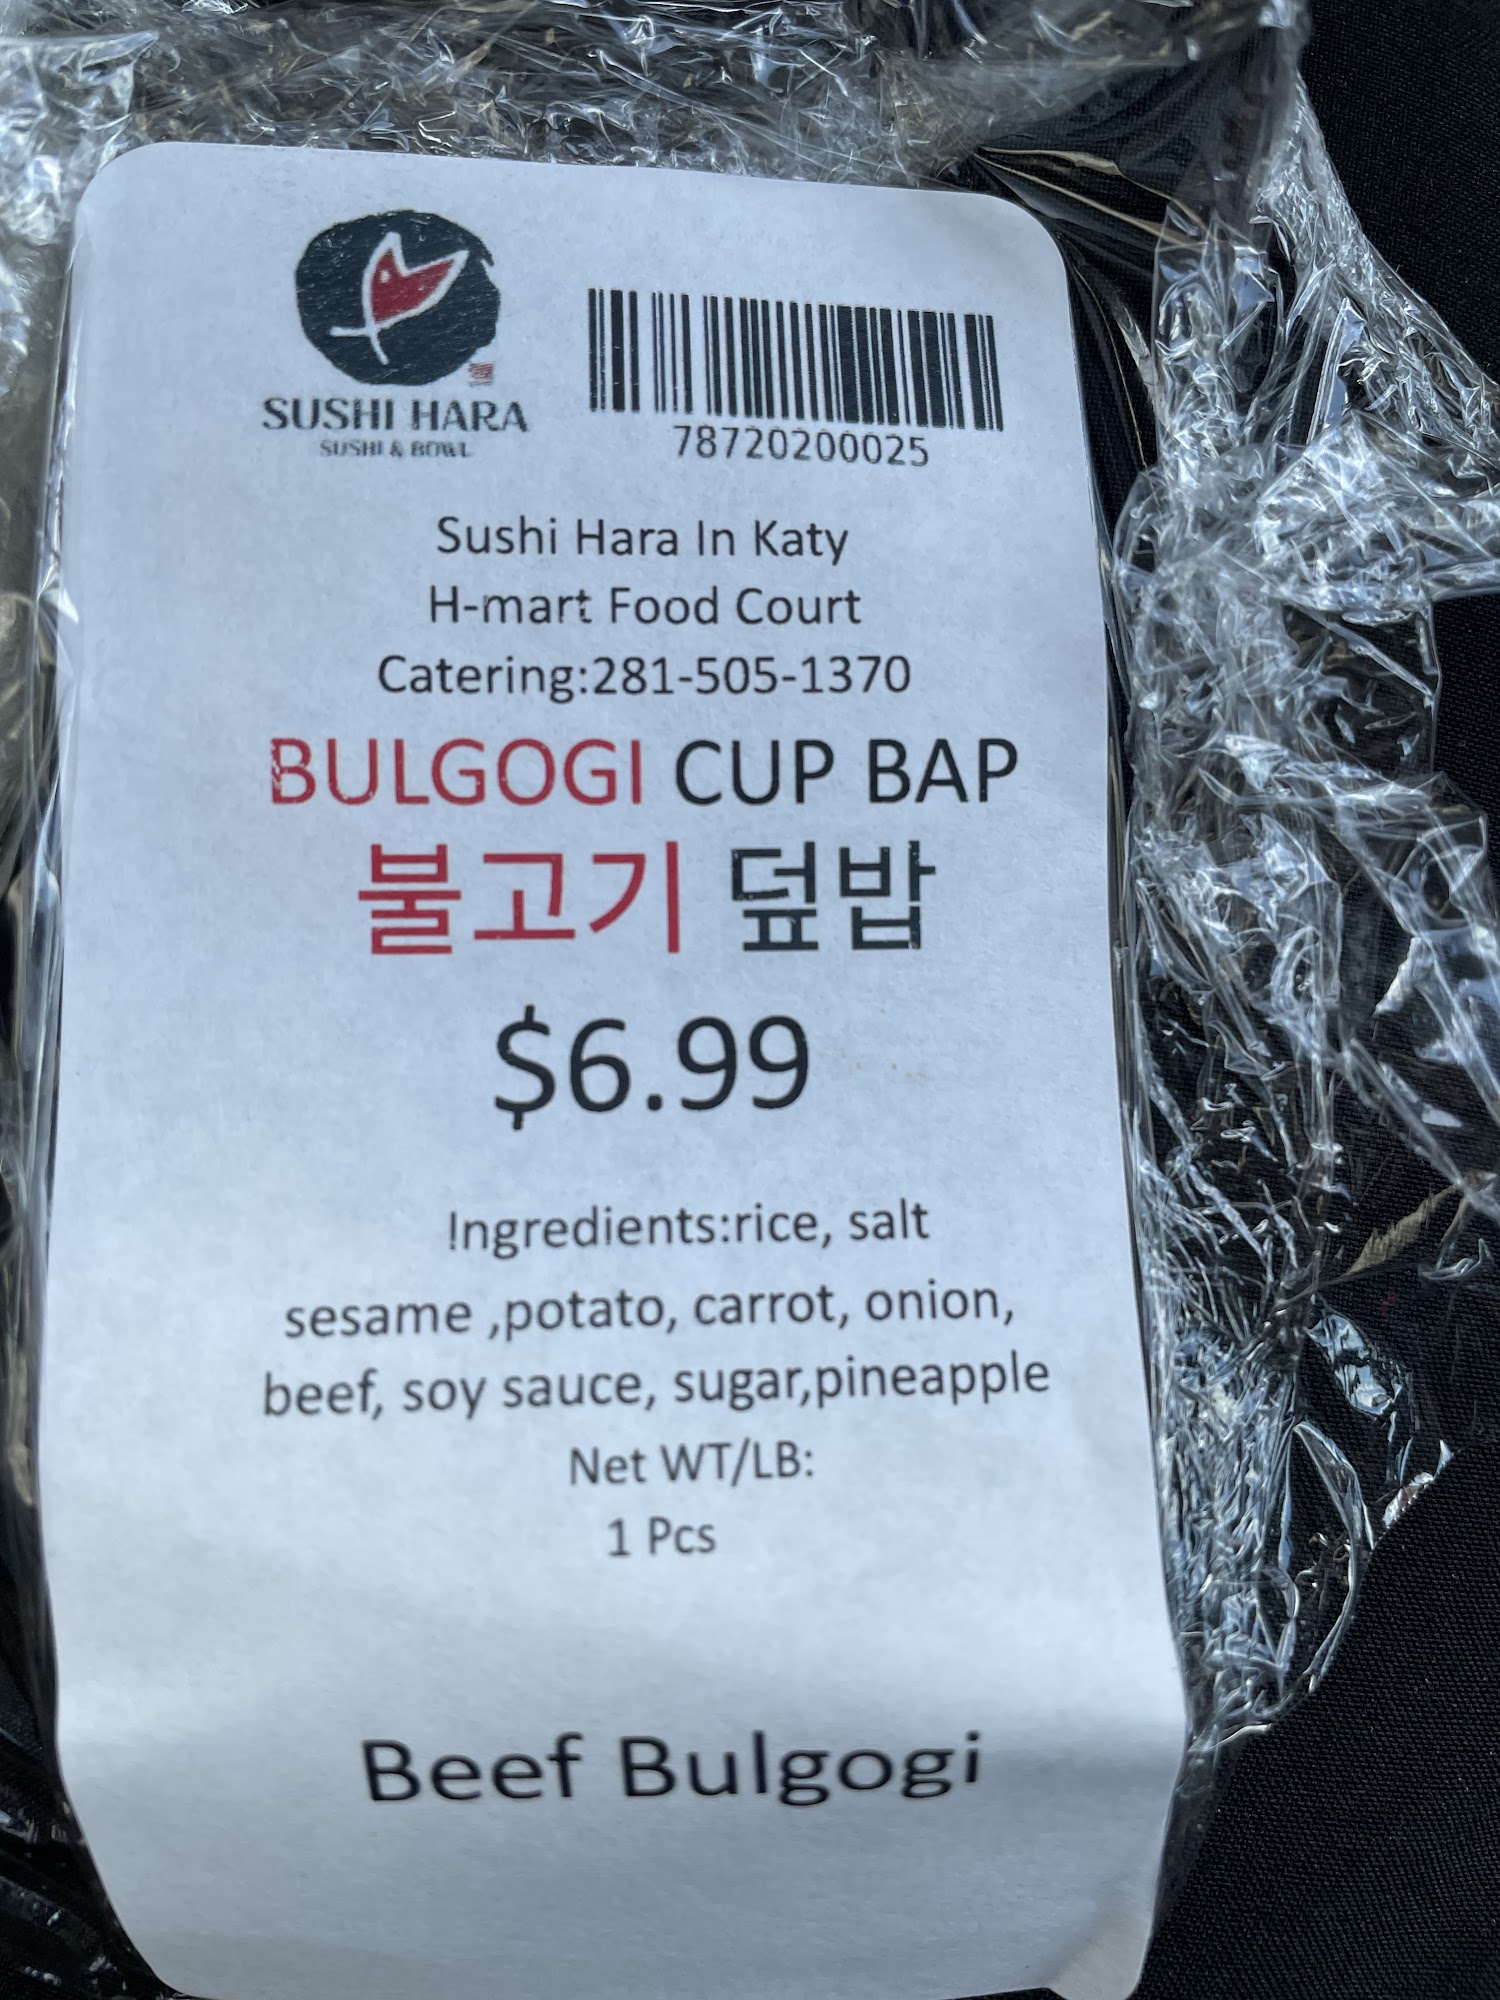 SUSHI HARA
SUSHI & BOWL
78720200025
Sushi Hara In Katy
H-mart Food Court
Catering:281-505-1370
BULGOGI CUP BAP
불고기 덮밥
$6.99
Ingredients:rice, salt
sesame ,potato, carrot, onion,
beef, soy sauce, sugar,pineapple
Net WT/LB:
1 Pcs
Beef Bulgogi